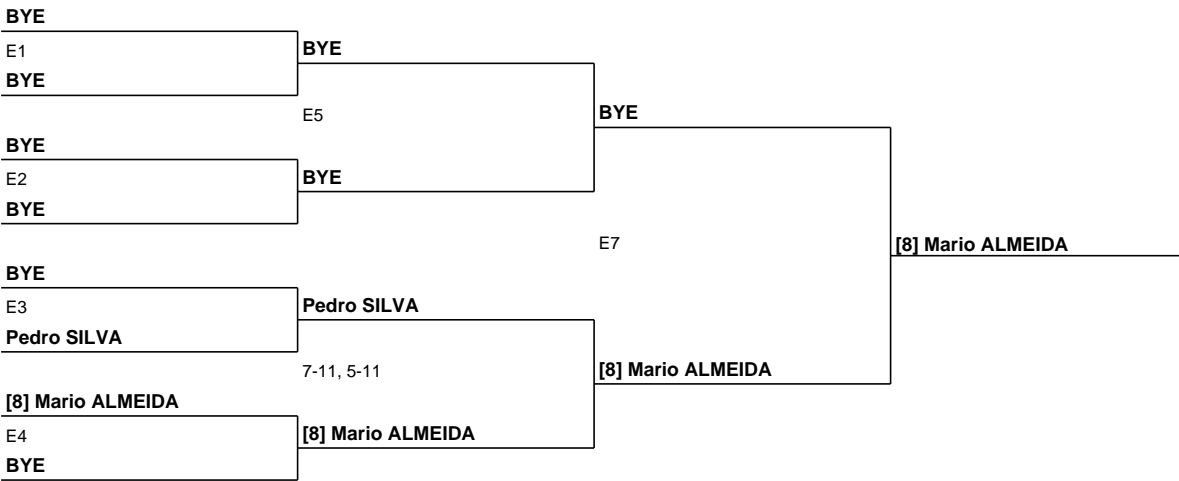 BYE
E1
BYE
BYE
E5
BYE
BYE
E2
BYE
BYE
E7
[8] Mario ALMEIDA
BYE
E3
Pedro SILVA
Pedro SILVA
7-11, 5-11
[8] Mario ALMEIDA
[8] Mario ALMEIDA
E4
[8] Mario ALMEIDA
BYE